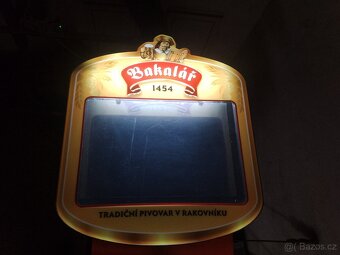 Bakalář
1454
TRADIČNÍ PIVOVAR V RAKOVNÍKU
© Bazos.cz